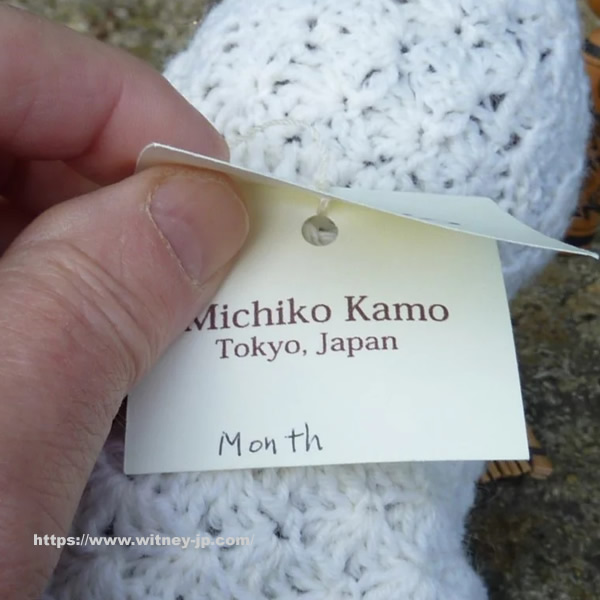 Michiko Kamo
Tokyo, Japan
Month
https://www.witney-jp.com